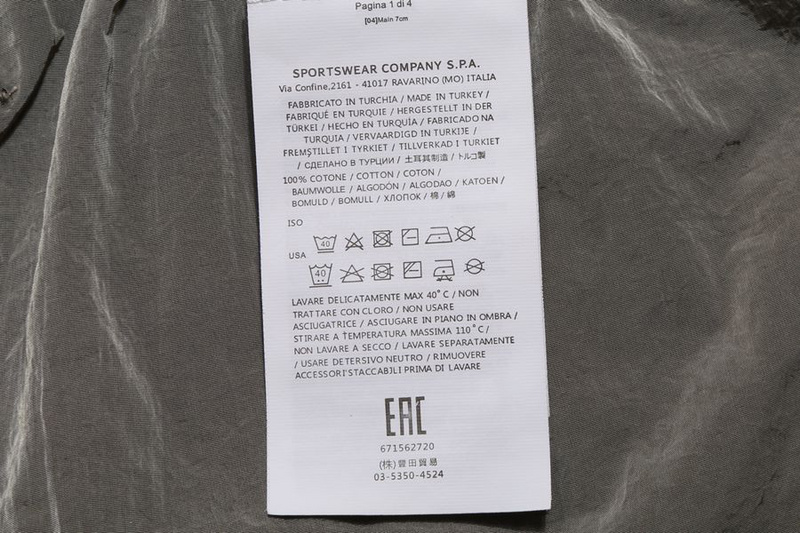 Pagina 1 di 4
[04]Main 7cm
SPORTSWEAR COMPANY S.P.A.
Via Confine,2161 - 41017 RAVARINO (MO) ITALIA
FABBRICATO IN TURCHIA / MADE IN TURKEY /
FABRIQUÉ EN TURQUIE / HERGESTELLT IN DER
TÜRKEI / HECHO EN TURQUÌA / FABRICADO NA
TURQUIA / VERVAARDIGD IN TURKIJE /
FREMSTILLET I TYRKIET / TILLVERKAD I TURKIET
/ СДЕЛАНО В ТУРЦИИ / 土耳其制造 / トルコ製
100% COTONE / COTTON / COTON /
BAUMWOLLE / ALGODÓN / ALGODAO / KATOEN /
BOMULD / BOMULL / ХЛОПОК / 棉 / 綿
ISO
40
USA
40
LAVARE DELICATAMENTE MAX 40°C / NON
TRATTARE CON CLORO / NON USARE
ASCIUGATRICE / ASCIUGARE IN PIANO IN OMBRA /
STIRARE A TEMPERATURA MASSIMA 110°C /
NON LAVARE A SECCO / LAVARE SEPARATAMENTE
/ USARE DETERSIVO NEUTRO / RIMUOVERE
ACCESSORI STACCABILI PRIMA DI LAVARE
EAC
671562720
(株)豊田貿易
03-5350-4524